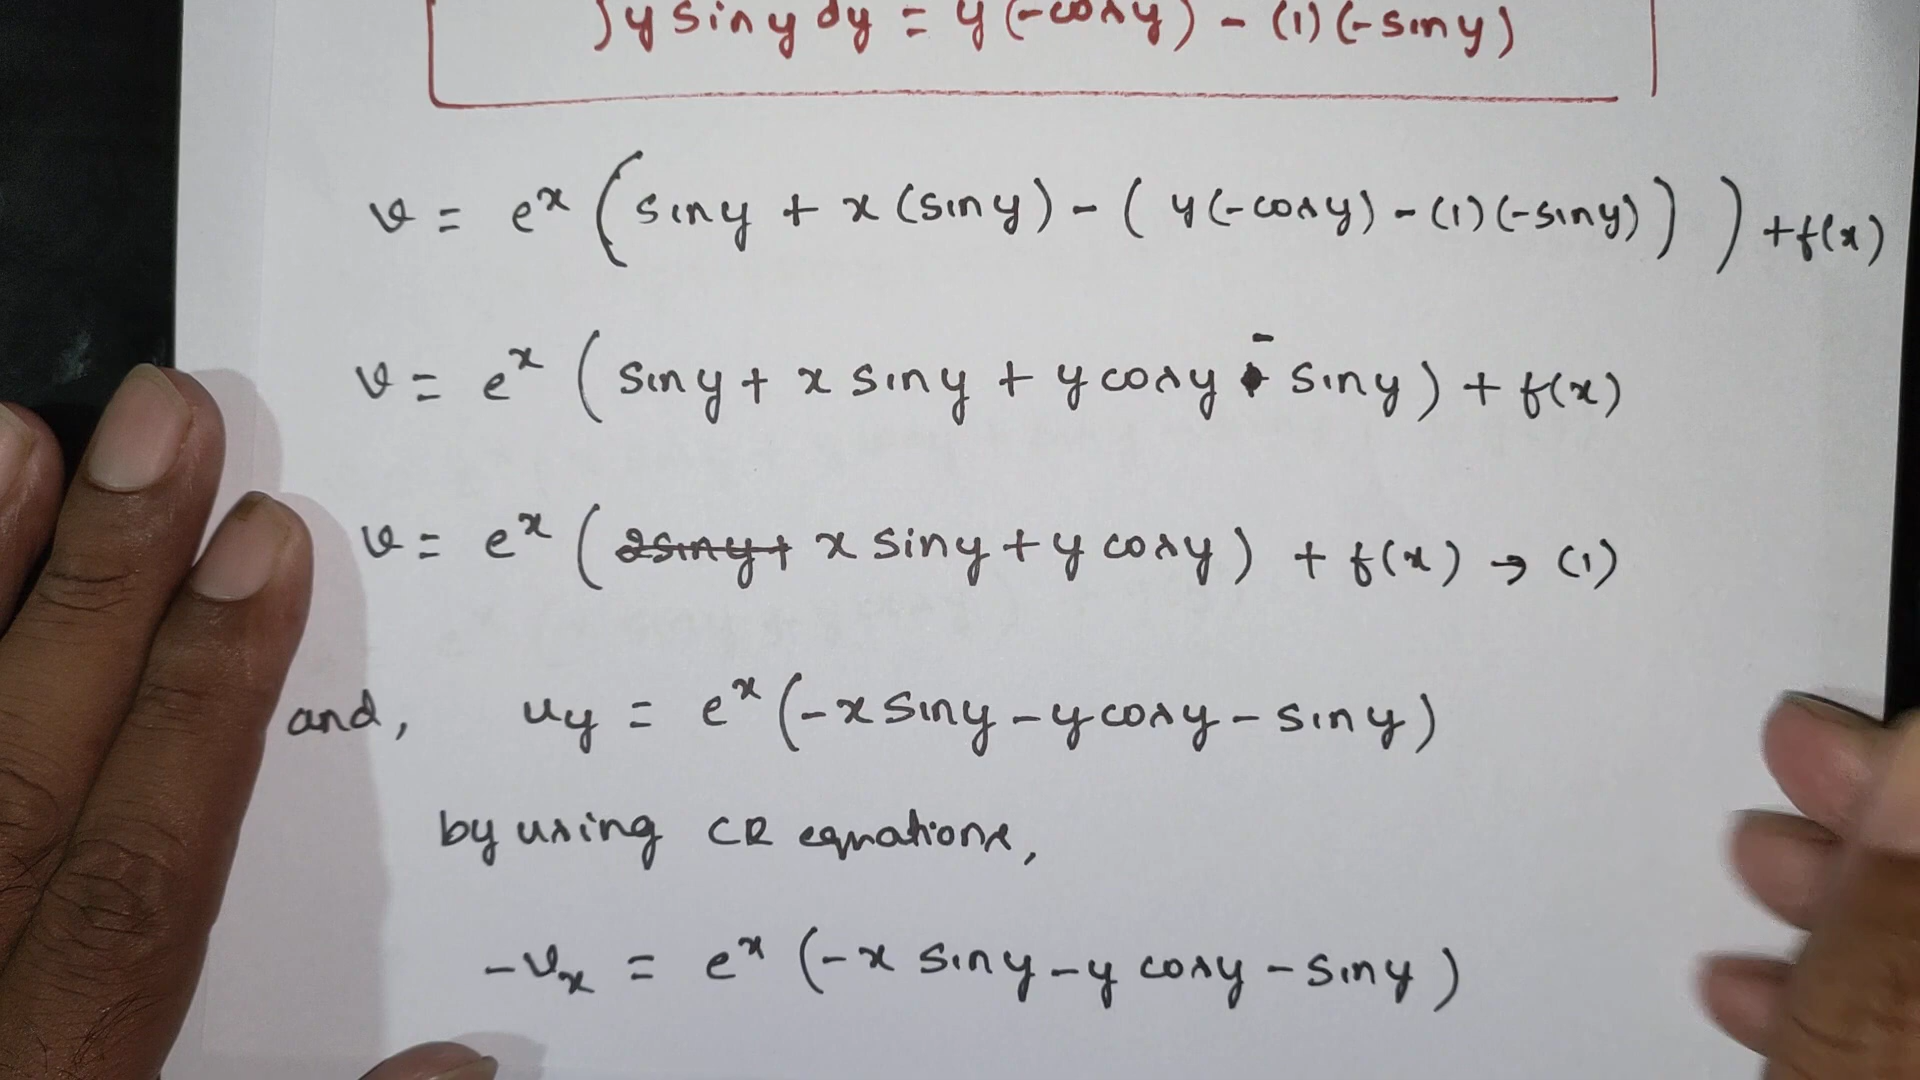 ∫ y sin y dy = y (-cos y) - (1) (-sin y)
v = e^x ( sin y + x (sin y) - ( y (-cos y) - (1) (-sin y) ) ) + f(x)
v = e^x ( sin y + x sin y + y cos y - sin y ) + f(x)
v = e^x ( 2sin y + x sin y + y cos y ) + f(x) → (1)
and, u_y = e^x (-x sin y - y cos y - sin y )
by using CR equations,
-v_x = e^x (-x sin y - y cos y - sin y )